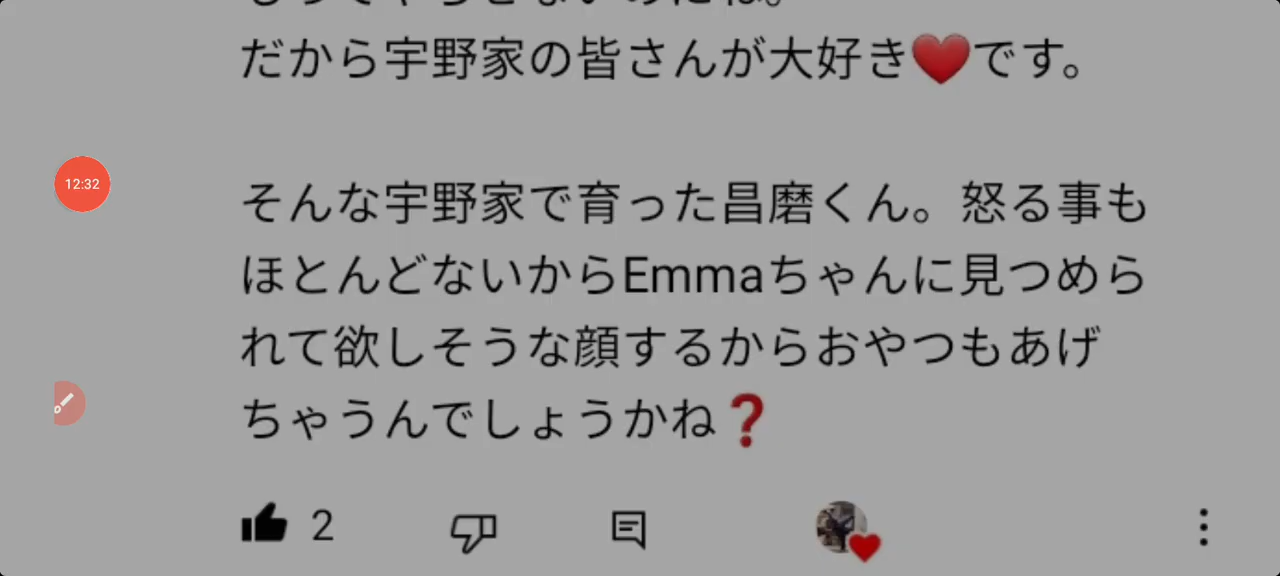 だから宇野家の皆さんが大好き❤️です。
そんな宇野家で育った昌磨くん。怒る事も
12:32
ほとんどないからEmmaちゃんに見つめら
れて欲しそうな顔するからおやつもあげ
ちゃうんでしょうかね❓
2